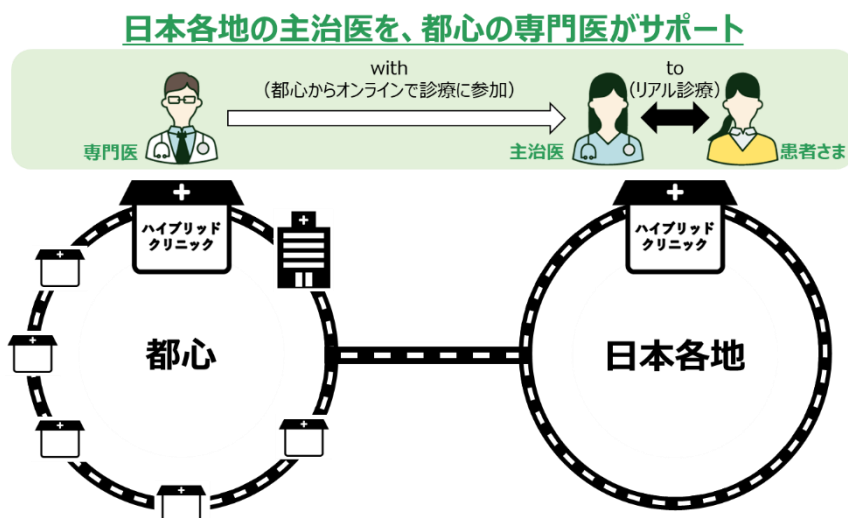 日本各地の主治医を、都心の専門医がサポート
with
（都心からオンラインで診療に参加）
to
（リアル診療）
専門医
主治医
患者さま
ハイブリッド
クリニック
ハイブリッド
クリニック
都心
日本各地